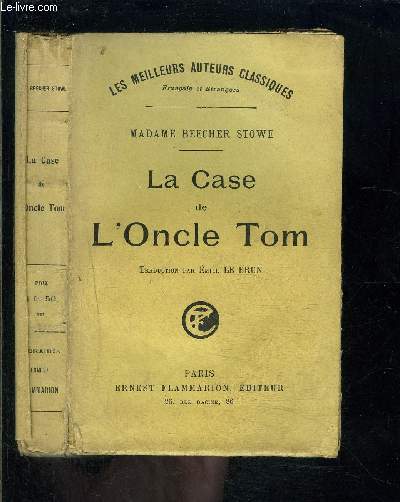 LES MEILLEURS AUTEURS CLASSIQUES
Français et Étrangers
MADAME BEECHER STOWE
La Case
de
L'Oncle Tom
TRADUCTION PAR ÉMILE LE BRUN
PARIS
ERNEST FLAMMARION, ÉDITEUR
26, RUE RACINE, 26
BEECHER STOWE
La Case
de
Oncle Tom